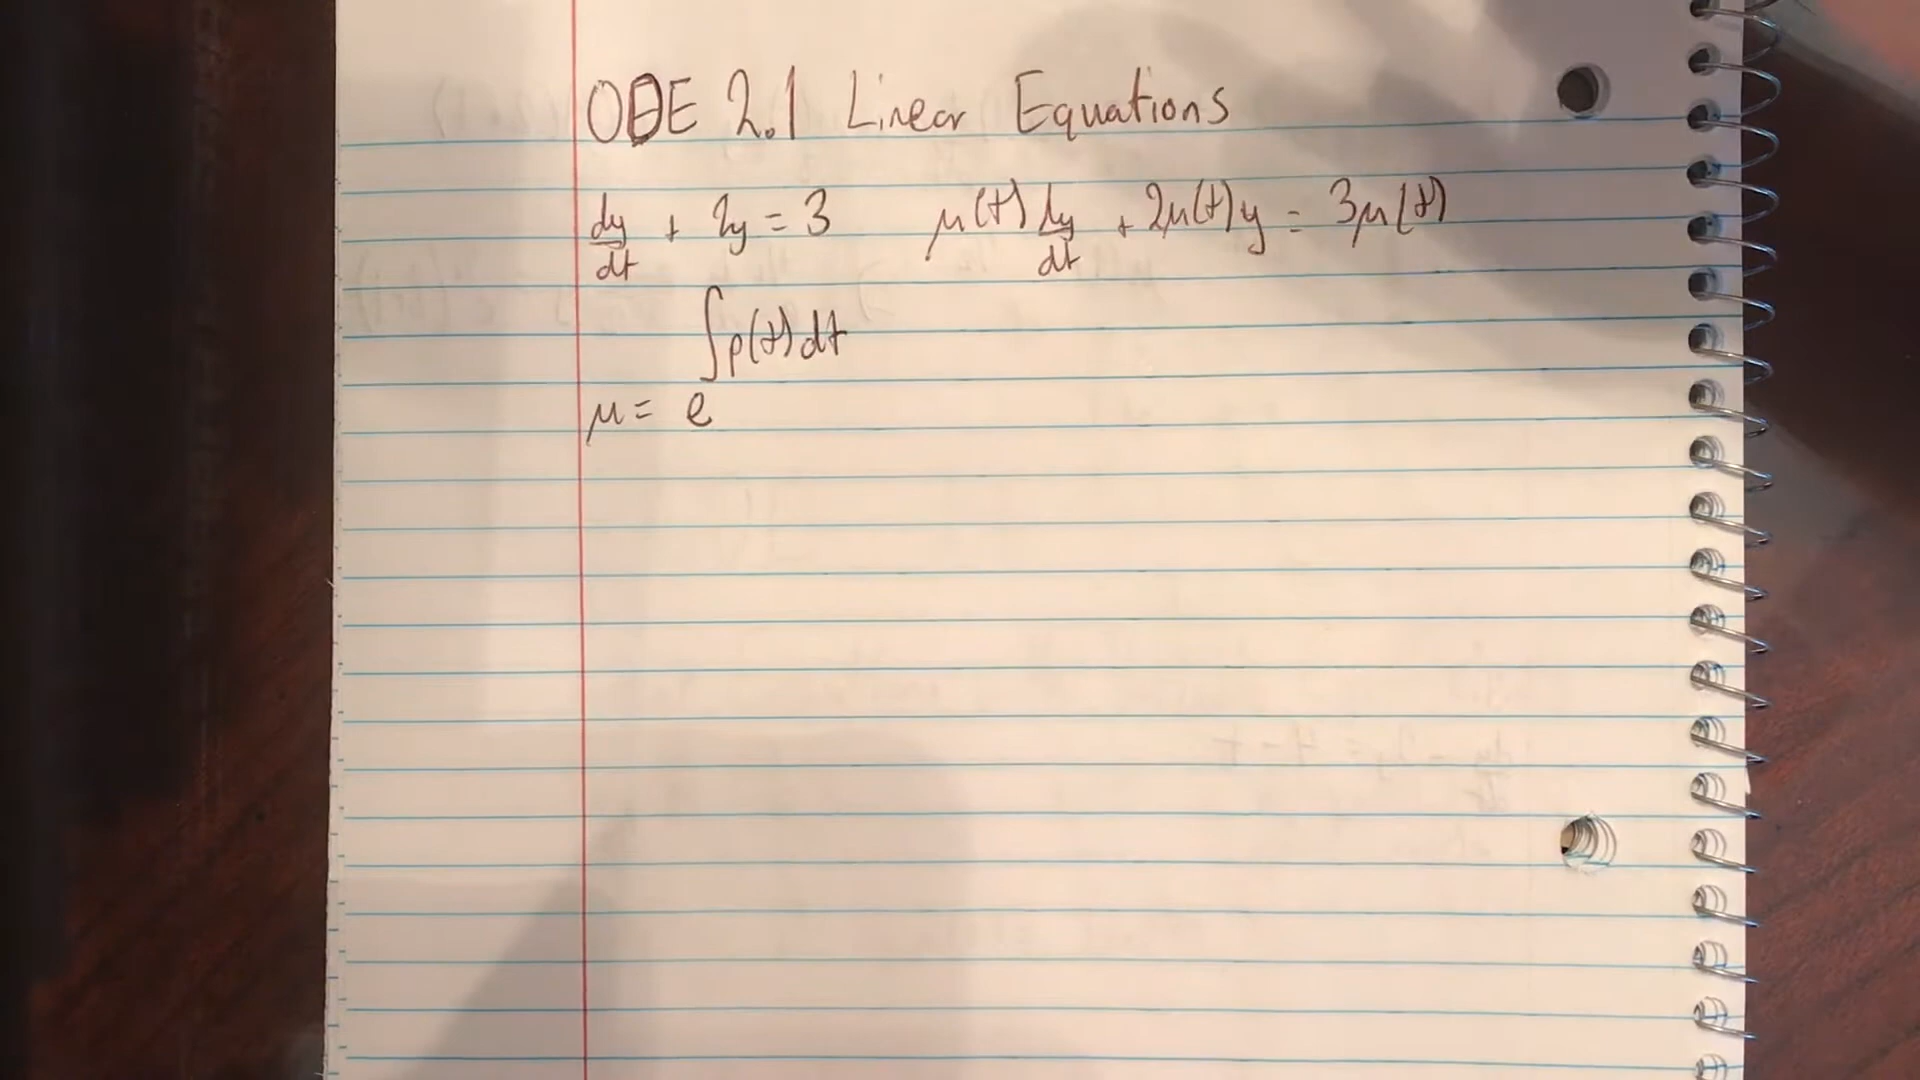 ODE 2.1 Linear Equations
dy/dt + 2y = 3    μ(t) dy/dt + 2μ(t)y = 3μ(t)
∫p(t)dt
μ = e